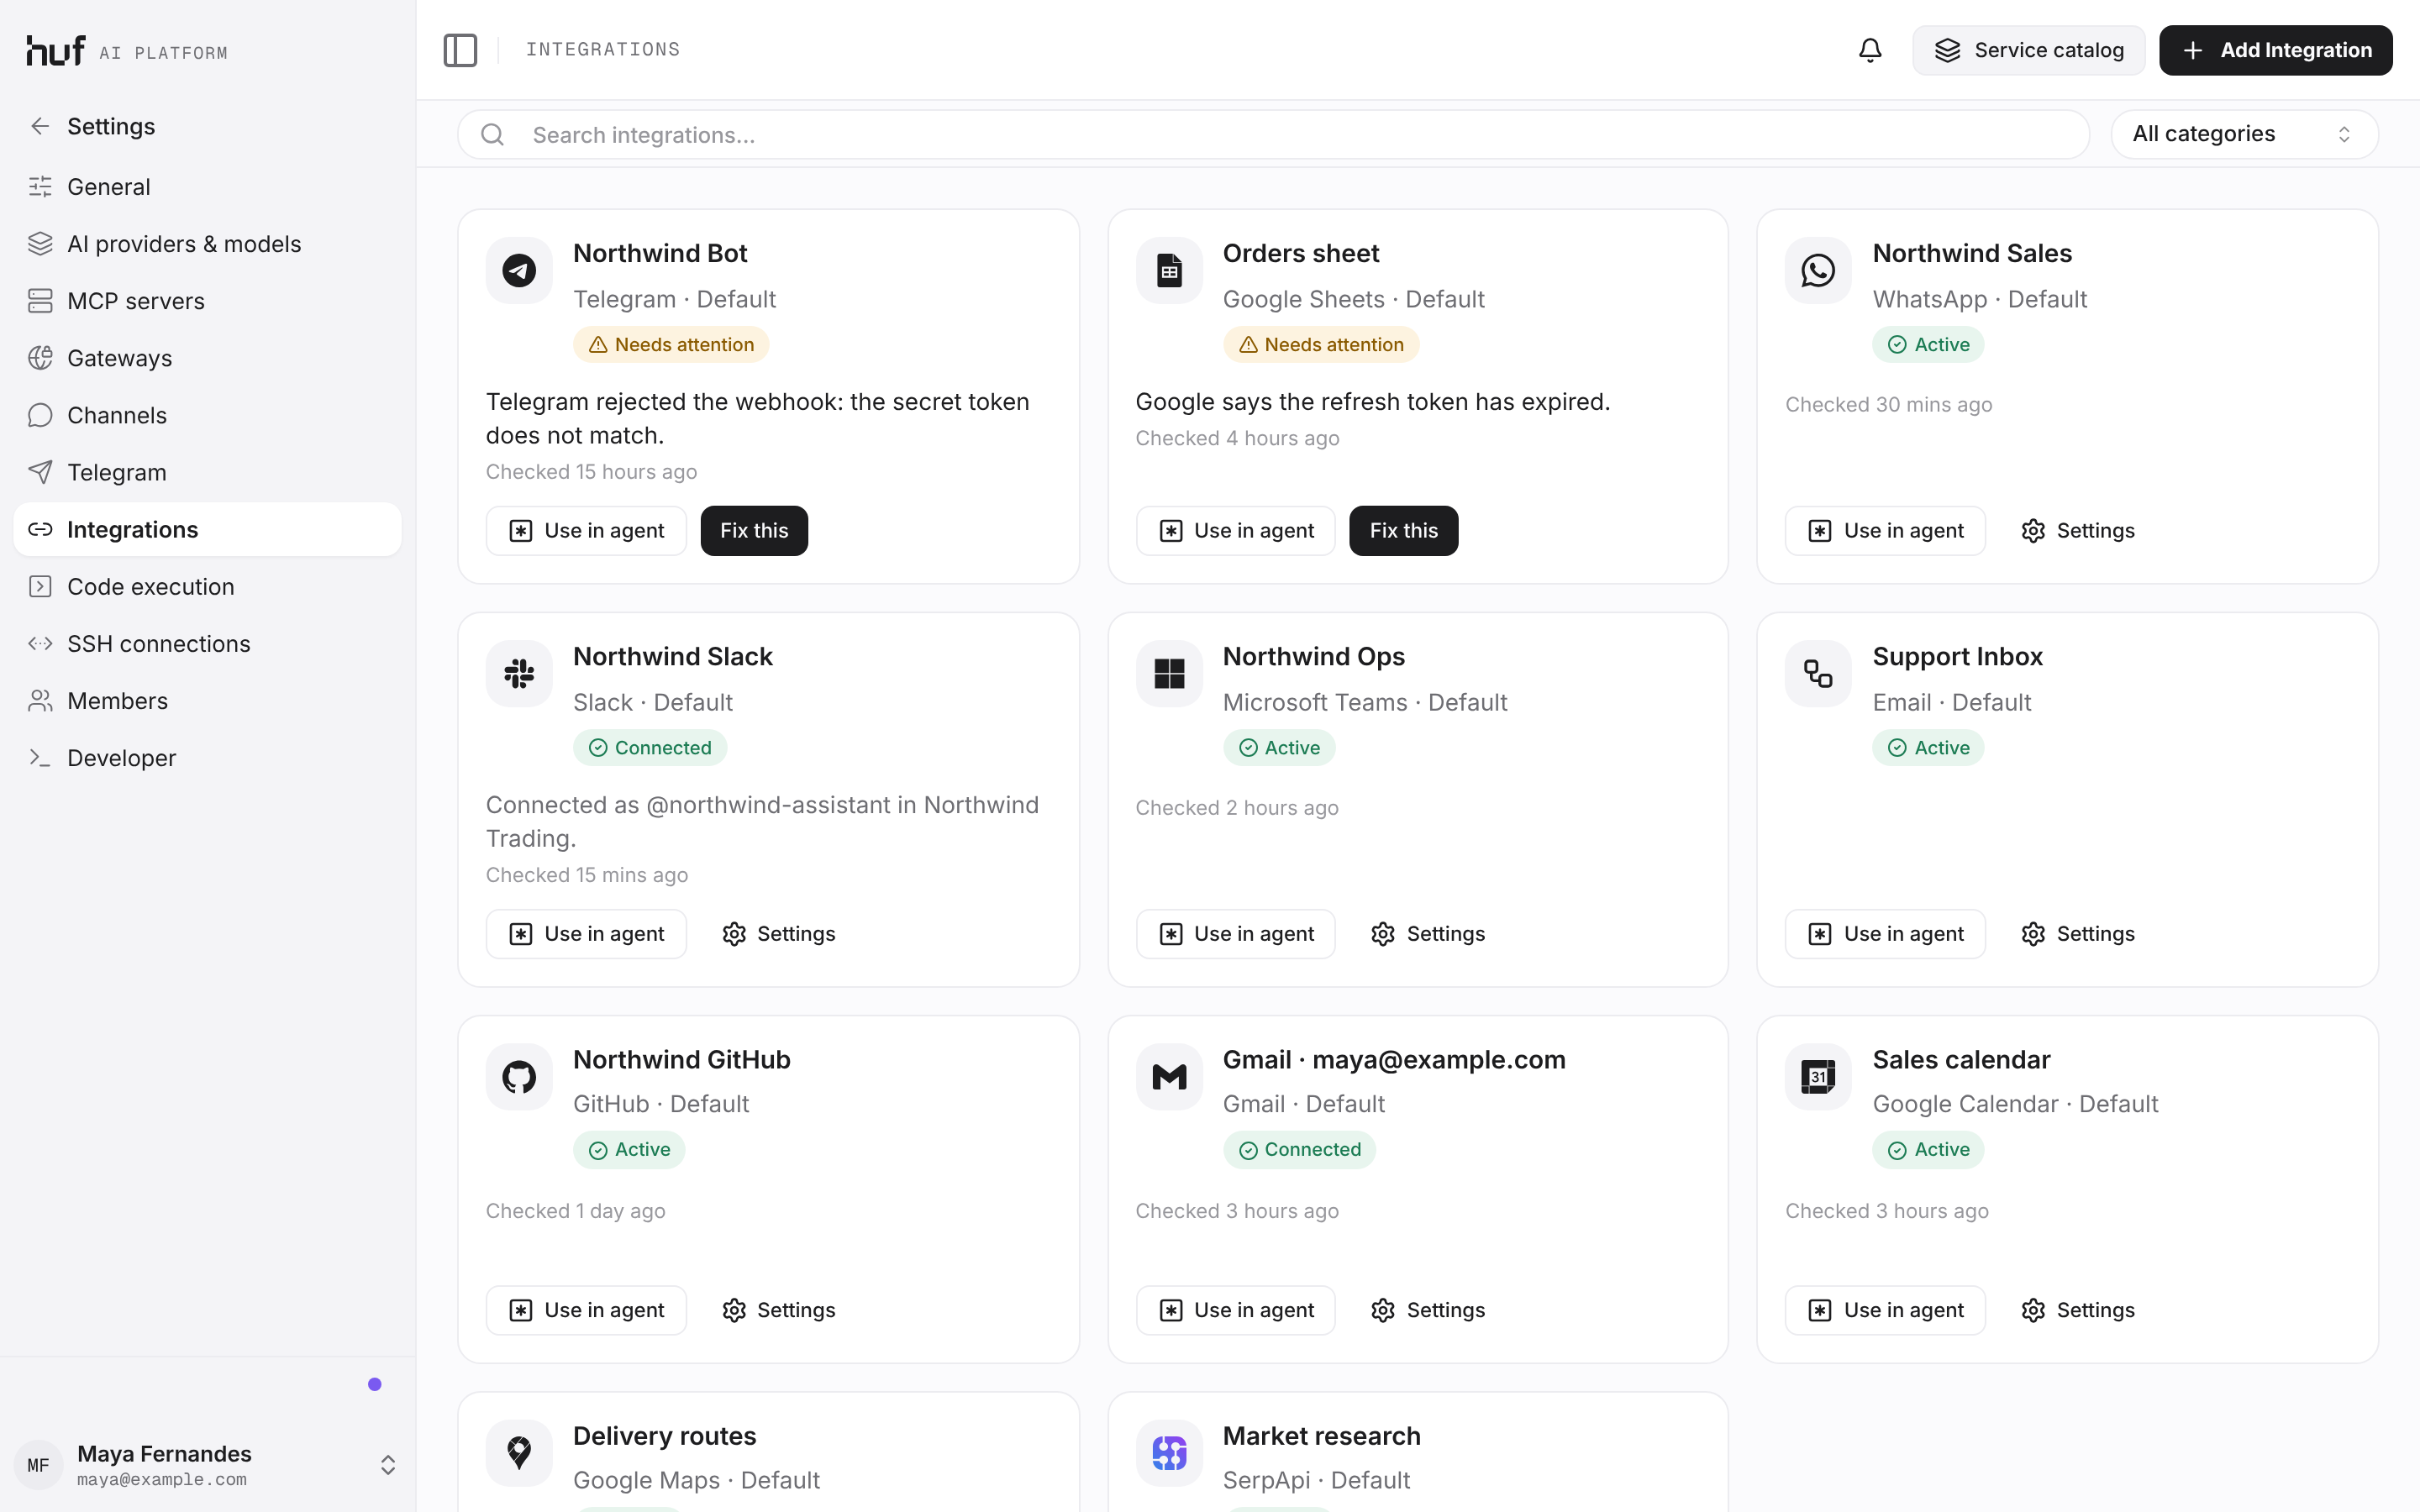 huf AI PLATFORM
Settings
General
AI providers & models
MCP servers
Gateways
Channels
Telegram
Integrations
Code execution
SSH connections
Members
Developer
MF
Maya Fernandes
maya@example.com
INTEGRATIONS
Service catalog
Add Integration
Search integrations...
All categories
Northwind Bot
Telegram · Default
Needs attention
Telegram rejected the webhook: the secret token
does not match.
Checked 15 hours ago
Use in agent
Fix this
Orders sheet
Google Sheets · Default
Needs attention
Google says the refresh token has expired.
Checked 4 hours ago
Use in agent
Fix this
Northwind Sales
WhatsApp · Default
Active
Checked 30 mins ago
Use in agent
Settings
Northwind Slack
Slack · Default
Connected
Connected as @northwind-assistant in Northwind
Trading.
Checked 15 mins ago
Use in agent
Settings
Northwind Ops
Microsoft Teams · Default
Active
Checked 2 hours ago
Use in agent
Settings
Support Inbox
Email · Default
Active
Use in agent
Settings
Northwind GitHub
GitHub · Default
Active
Checked 1 day ago
Use in agent
Settings
Gmail · maya@example.com
Gmail · Default
Connected
Checked 3 hours ago
Use in agent
Settings
31
Sales calendar
Google Calendar · Default
Active
Checked 3 hours ago
Use in agent
Settings
Delivery routes
Google Maps · Default
Market research
SerpApi · Default